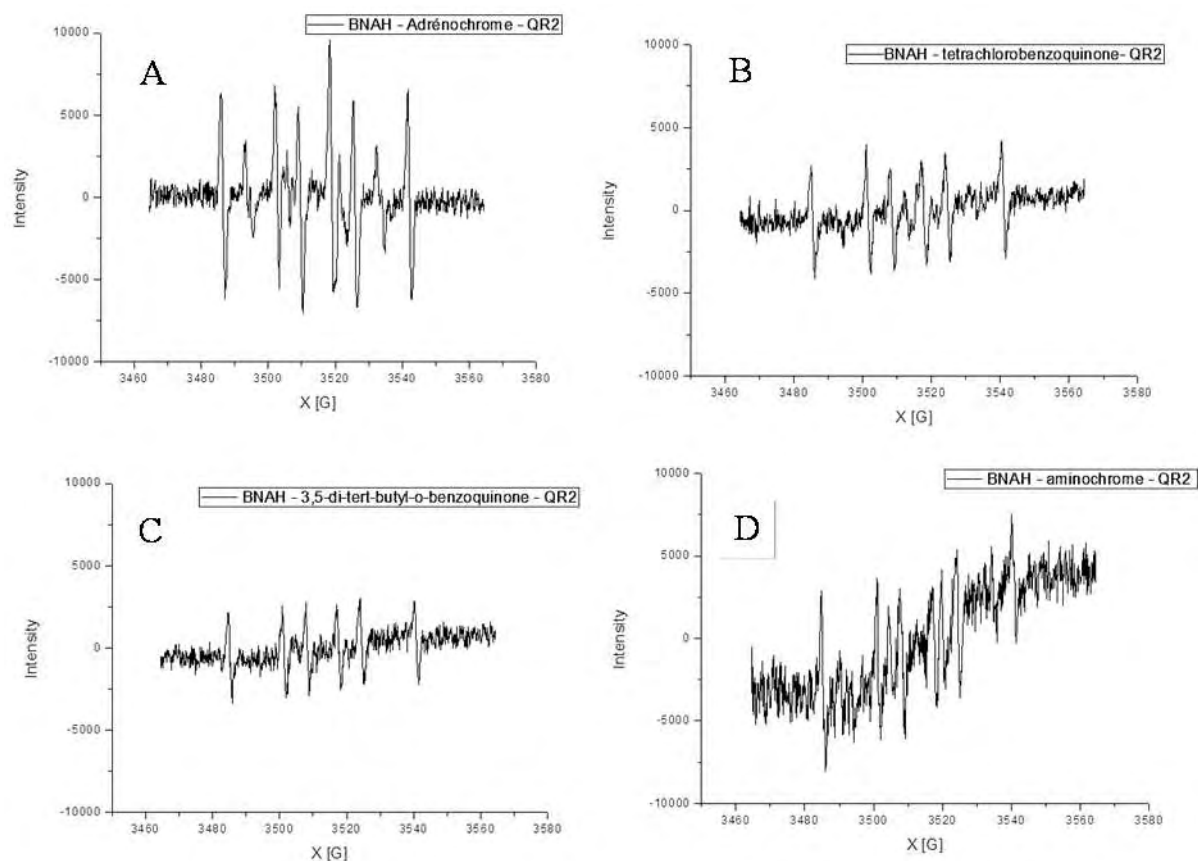 BNAH - Adrénochrome - QR2
A
10000
5000
0
-5000
-10000
Intensity
3460 3480 3500 3520 3540 3560 3580
X [G]
BNAH - tetrachlorobenzoquinone- QR2
B
10000
5000
0
-5000
-10000
Intensity
3460 3480 3500 3520 3540 3560 3580
X [G]
BNAH - 3,5-di-tert-butyl-o-benzoquinone - QR2
C
10000
5000
0
-5000
-10000
Intensity
3460 3480 3500 3520 3540 3560 3580
X [G]
BNAH - aminochrome - QR2
D
10000
5000
0
-5000
-10000
Intensity
3460 3480 3500 3520 3540 3560 3580
X [G]